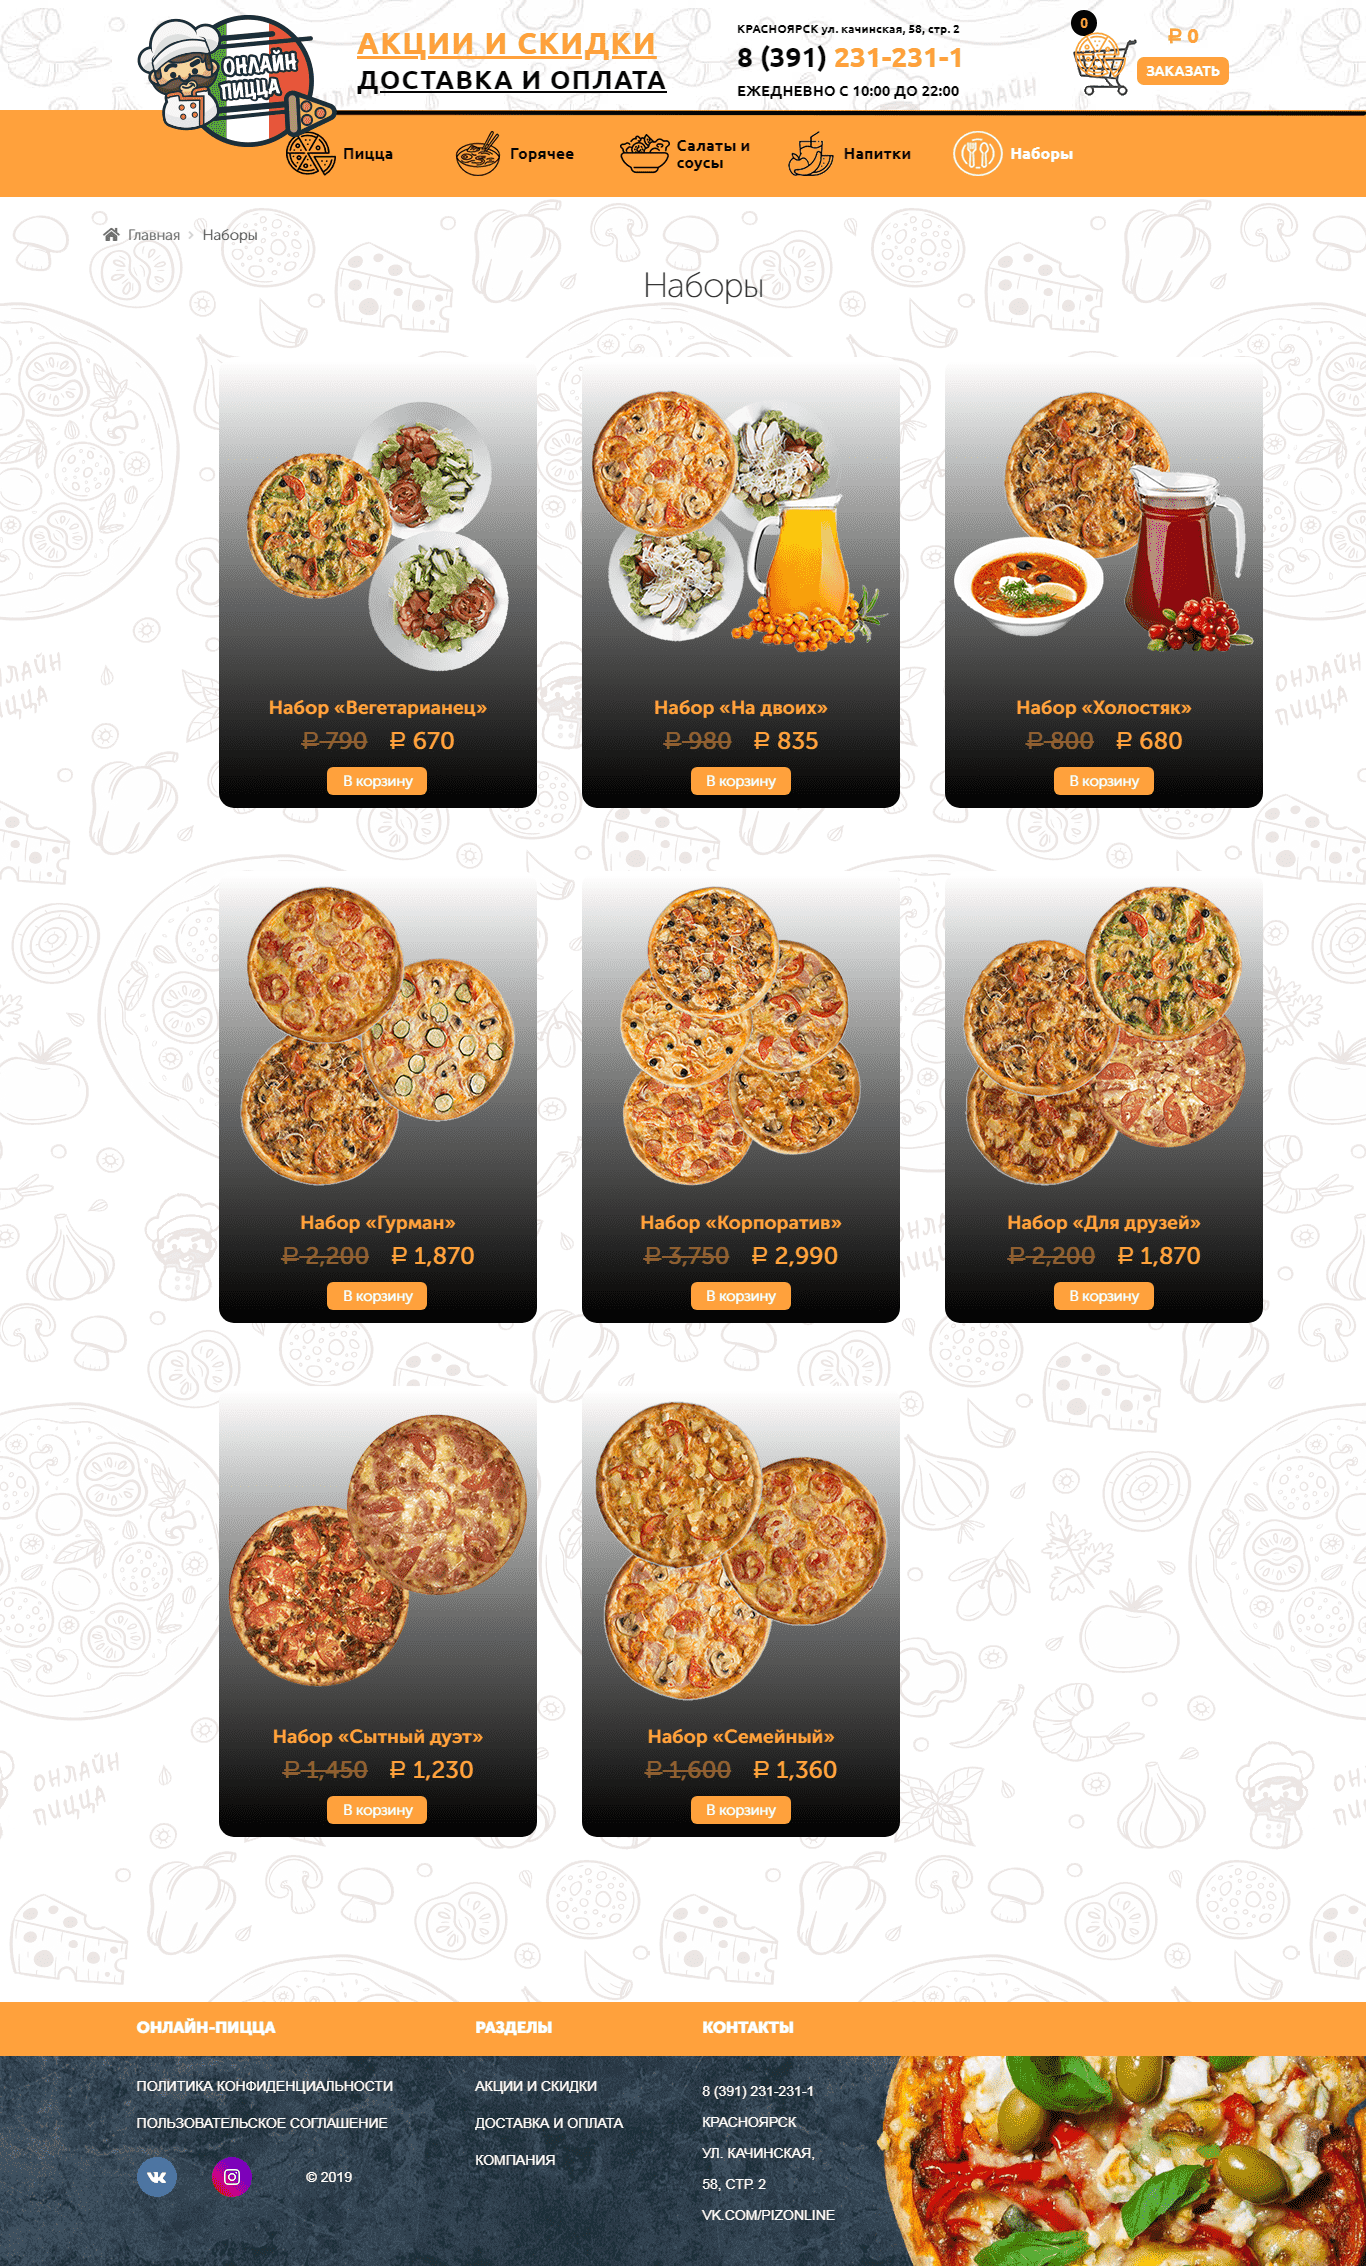 ОНЛАЙН
ПИЦЦА
АКЦИИ И СКИДКИ
ДОСТАВКА И ОПЛАТА
КРАСНОЯРСК ул. качинская, 58, стр. 2
8 (391) 231-231-1
ЕЖЕДНЕВНО С 10:00 ДО 22:00
0
₽ 0
ЗАКАЗАТЬ
Пицца
Горячее
Салаты и
соусы
Напитки
Наборы
Главная
Наборы
Наборы
Набор «Вегетарианец»
₽ 790 ₽ 670
В корзину
Набор «На двоих»
₽ 980 ₽ 835
В корзину
Набор «Холостяк»
₽ 800 ₽ 680
В корзину
Набор «Гурман»
₽ 2,200 ₽ 1,870
В корзину
Набор «Корпоратив»
₽ 3,750 ₽ 2,990
В корзину
Набор «Для друзей»
₽ 2,200 ₽ 1,870
В корзину
Набор «Сытный дуэт»
₽ 1,450 ₽ 1,230
В корзину
Набор «Семейный»
₽ 1,600 ₽ 1,360
В корзину
ОНЛАЙН
ПИЦЦА
ОНЛАЙН-ПИЦЦА
ПОЛИТИКА КОНФИДЕНЦИАЛЬНОСТИ
ПОЛЬЗОВАТЕЛЬСКОЕ СОГЛАШЕНИЕ
© 2019
РАЗДЕЛЫ
АКЦИИ И СКИДКИ
ДОСТАВКА И ОПЛАТА
КОМПАНИЯ
КОНТАКТЫ
8 (391) 231-231-1
КРАСНОЯРСК
УЛ. КАЧИНСКАЯ,
58, СТР. 2
VK.COM/PIZONLINE